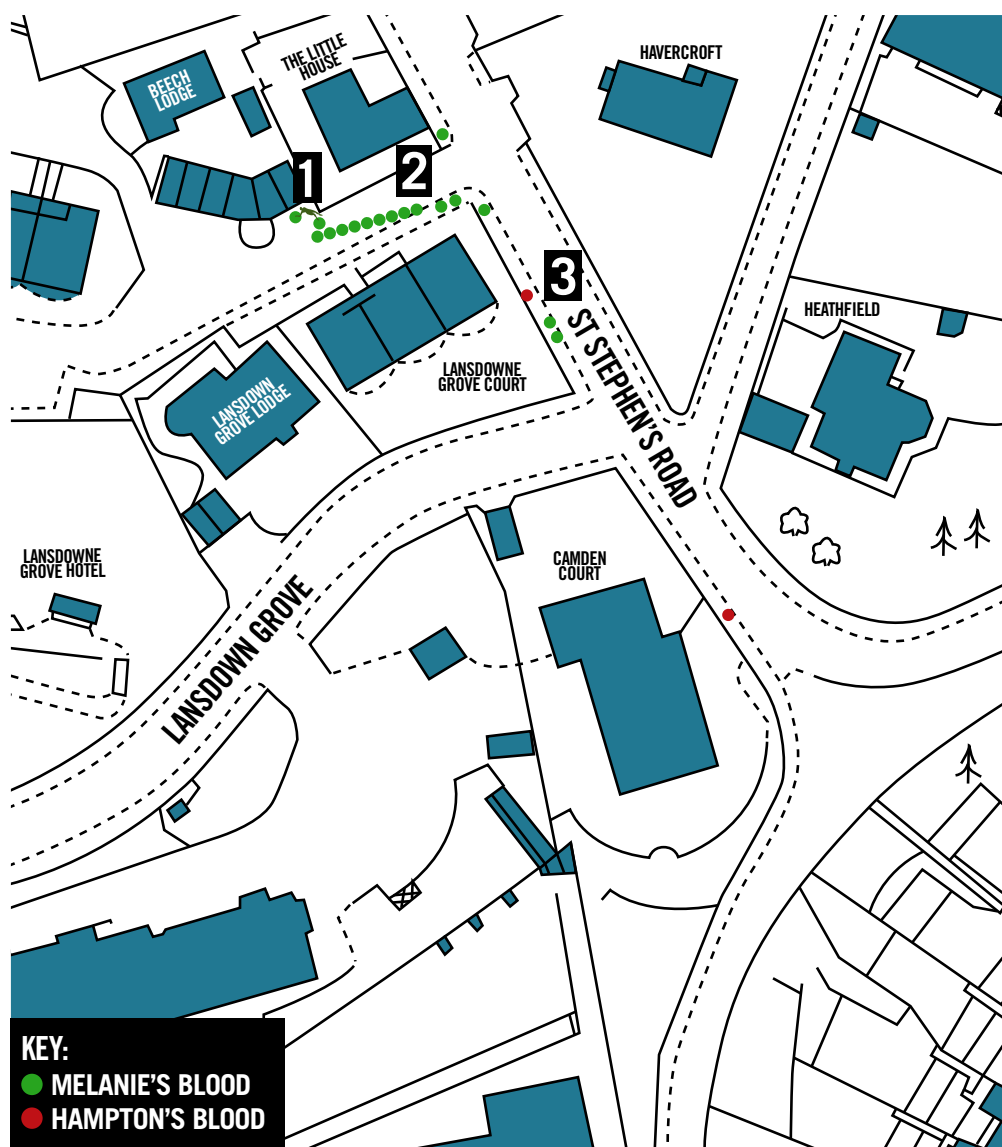 THE LITTLE
HOUSE
HAVERCROFT
BEECH
LODGE
1
2
3
ST STEPHEN'S ROAD
HEATHFIELD
LANSDOWNE
GROVE COURT
LANSDOWN
GROVE LODGE
LANSDOWNE
GROVE HOTEL
CAMDEN
COURT
LANSDOWN GROVE
KEY:
MELANIE'S BLOOD
HAMPTON'S BLOOD